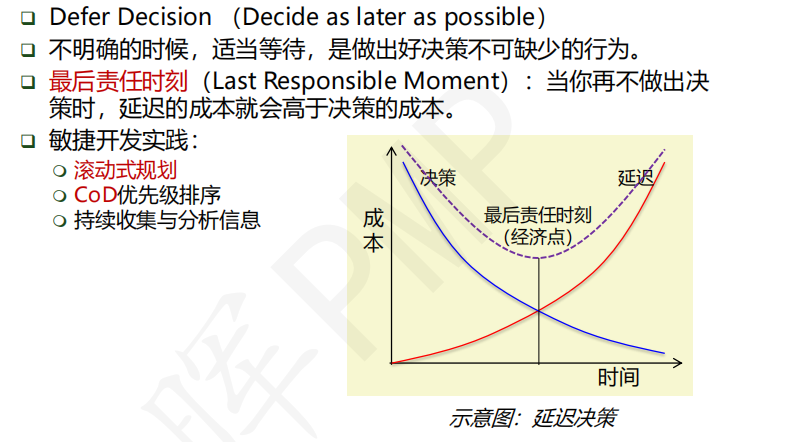 Defer Decision （Decide as later as possible）
不明确的时候，适当等待，是做出好决策不可缺少的行为。
最后责任时刻（Last Responsible Moment）：当你再不做出决
策时，延迟的成本就会高于决策的成本。
敏捷开发实践：
滚动式规划
CoD优先级排序
持续收集与分析信息
决策
延迟
最后责任时刻
（经济点）
成
本
时间
示意图：延迟决策
晖PMP